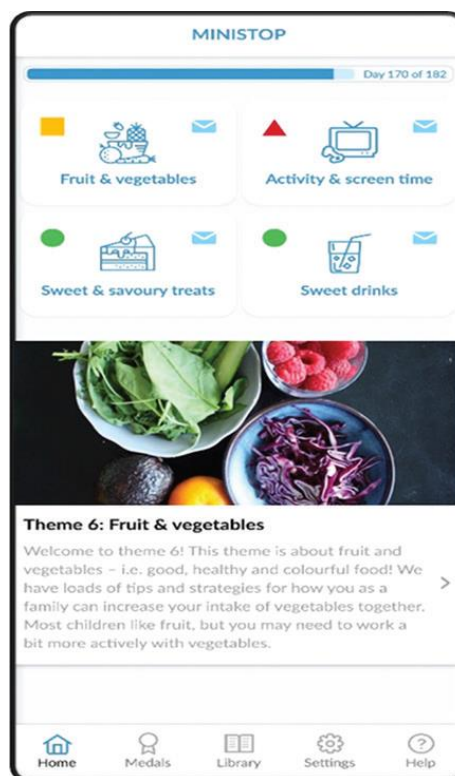 MINISTOP
Day 170 of 182
Fruit & vegetables
Activity & screen time
Sweet & savoury treats
Sweet drinks
Theme 6: Fruit & vegetables
Welcome to theme 6! This theme is about fruit and
vegetables – i.e. good, healthy and colourful food! We
have loads of tips and strategies for how you as a
family can increase your intake of vegetables together.
Most children like fruit, but you may need to work a
bit more actively with vegetables.
Home
Medals
Library
Settings
Help